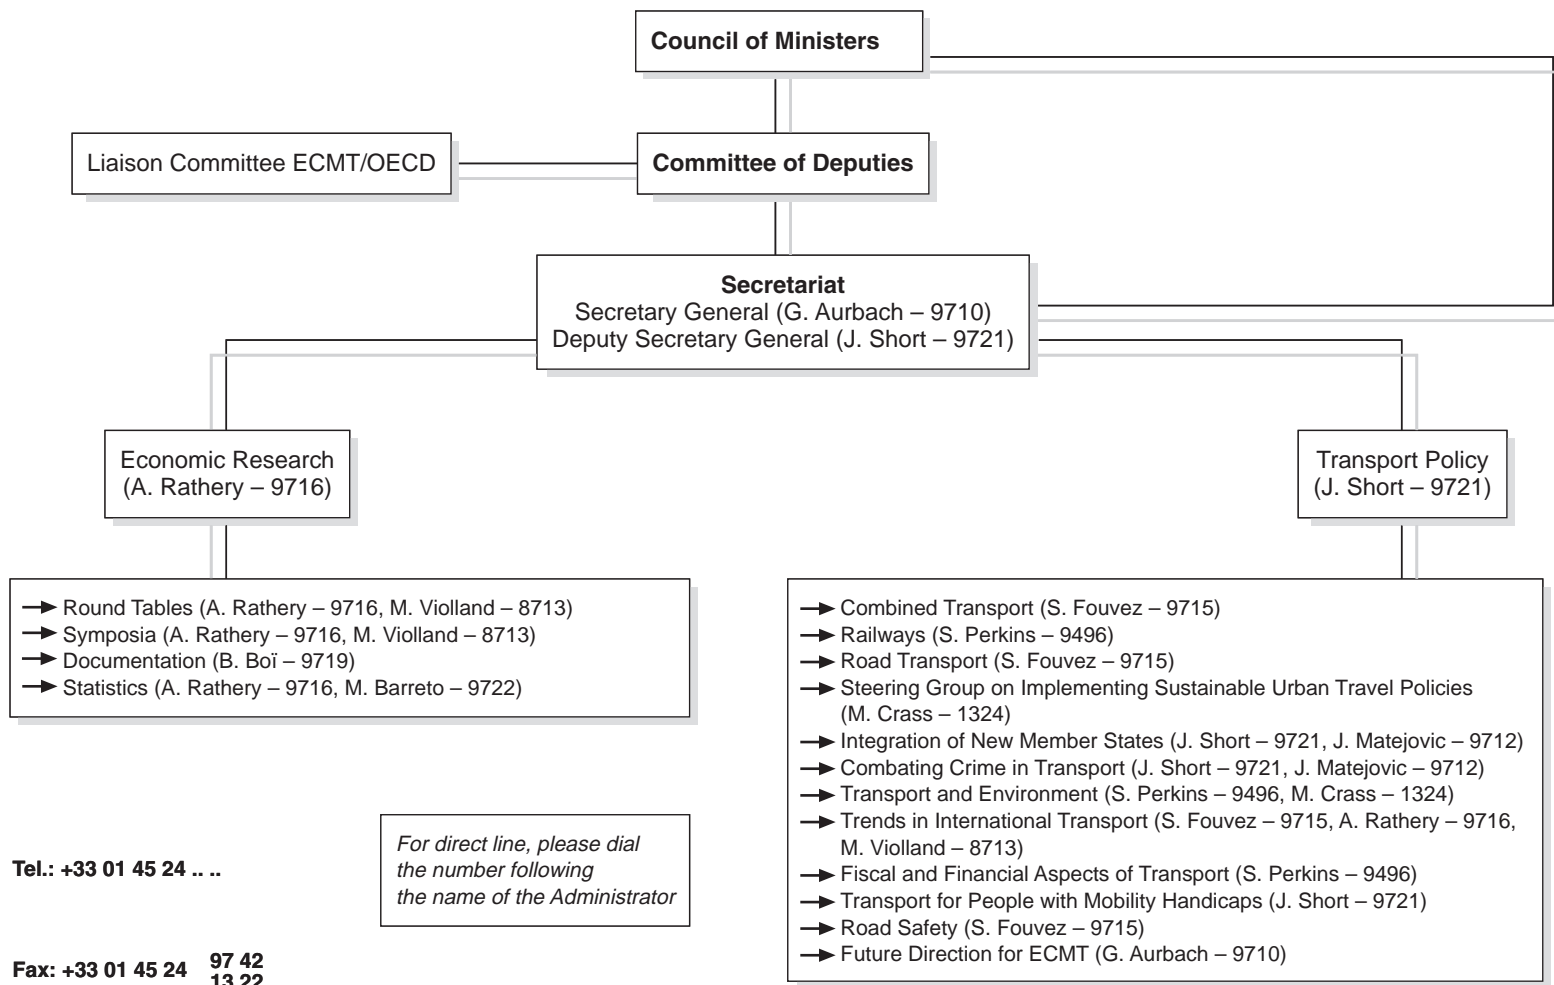 Council of Ministers
Liaison Committee ECMT/OECD
Committee of Deputies
Secretariat
Secretary General (G. Aurbach – 9710)
Deputy Secretary General (J. Short – 9721)
Economic Research
(A. Rathery – 9716)
Transport Policy
(J. Short – 9721)
Round Tables (A. Rathery – 9716, M. Violland – 8713)
Symposia (A. Rathery – 9716, M. Violland – 8713)
Documentation (B. Boï – 9719)
Statistics (A. Rathery – 9716, M. Barreto – 9722)
Combined Transport (S. Fouvez – 9715)
Railways (S. Perkins – 9496)
Road Transport (S. Fouvez – 9715)
Steering Group on Implementing Sustainable Urban Travel Policies
(M. Crass – 1324)
Integration of New Member States (J. Short – 9721, J. Matejovic – 9712)
Combating Crime in Transport (J. Short – 9721, J. Matejovic – 9712)
Transport and Environment (S. Perkins – 9496, M. Crass – 1324)
Trends in International Transport (S. Fouvez – 9715, A. Rathery – 9716,
M. Violland – 8713)
Fiscal and Financial Aspects of Transport (S. Perkins – 9496)
Transport for People with Mobility Handicaps (J. Short – 9721)
Road Safety (S. Fouvez – 9715)
Future Direction for ECMT (G. Aurbach – 9710)
For direct line, please dial
the number following
the name of the Administrator
Tel.: +33 01 45 24 .. ..
Fax: +33 01 45 24 97 42
13 22